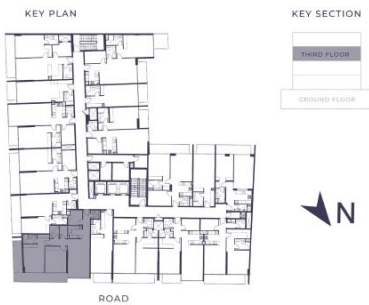 KEY PLAN
KEY SECTION
THIRD FLOOR
GROUND FLOOR
N
ROAD